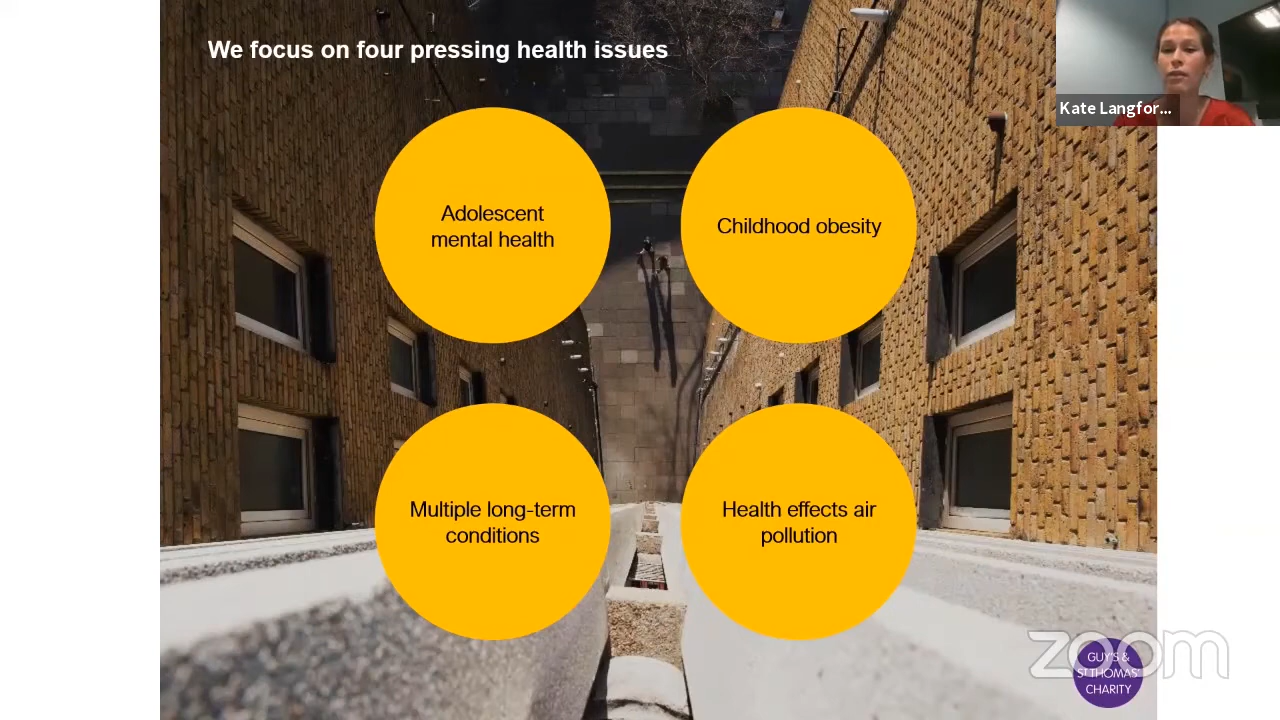 We focus on four pressing health issues
Kate Langfor...
Adolescent
mental health
Childhood obesity
Multiple long-term
conditions
Health effects air
pollution
zoom
GUY'S &
ST THOMAS'
CHARITY